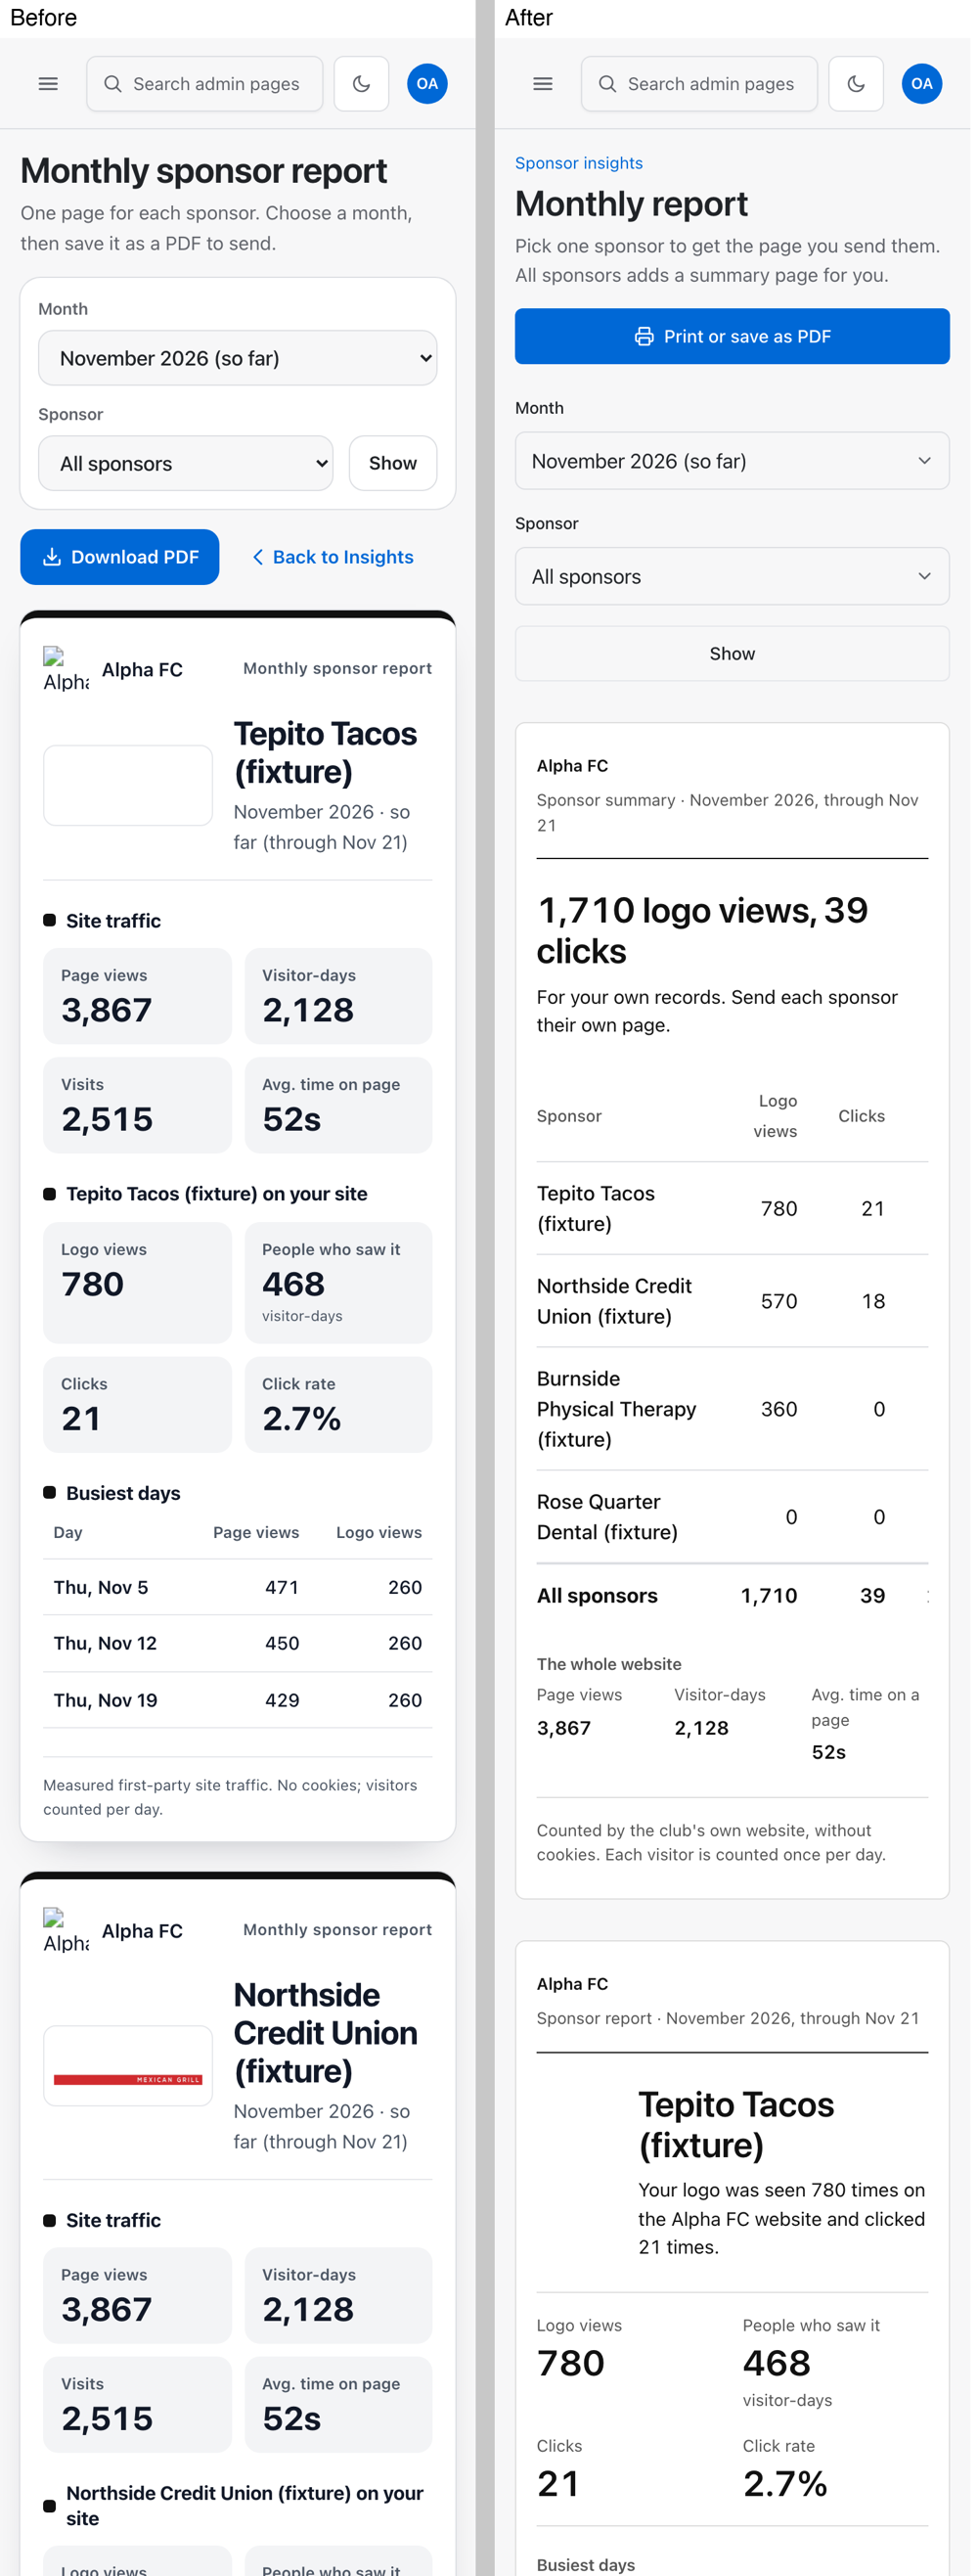 Before
Search admin pages
OA
Monthly sponsor report
One page for each sponsor. Choose a month,
then save it as a PDF to send.
Month
November 2026 (so far)
Sponsor
All sponsors
Show
Download PDF
Back to Insights
Alpha FC
Monthly sponsor report
Tepito Tacos
(fixture)
November 2026 · so
far (through Nov 21)
Site traffic
Page views
Visitor-days
3,867
2,128
Visits
Avg. time on page
2,515
52s
Tepito Tacos (fixture) on your site
Logo views
People who saw it
780
468
visitor-days
Clicks
Click rate
21
2.7%
Busiest days
Day Page views Logo views
Thu, Nov 5 471 260
Thu, Nov 12 450 260
Thu, Nov 19 429 260
Measured first-party site traffic. No cookies; visitors
counted per day.
Alpha FC
Monthly sponsor report
MEXICAN GRILL
Northside
Credit Union
(fixture)
November 2026 · so
far (through Nov 21)
Site traffic
Page views
Visitor-days
3,867
2,128
Visits
Avg. time on page
2,515
52s
Northside Credit Union (fixture) on your
site
Logo views
People who saw it
After
Search admin pages
OA
Sponsor insights
Monthly report
Pick one sponsor to get the page you send them.
All sponsors adds a summary page for you.
Print or save as PDF
Month
November 2026 (so far)
Sponsor
All sponsors
Show
Alpha FC
Sponsor summary · November 2026, through Nov
21
1,710 logo views, 39
clicks
For your own records. Send each sponsor
their own page.
Sponsor
Logo
views
Clicks
Tepito Tacos
(fixture)
780 21
Northside Credit
Union (fixture)
570 18
Burnside
Physical Therapy
(fixture)
360 0
Rose Quarter
Dental (fixture)
0 0
All sponsors 1,710 39
The whole website
Page views
Visitor-days
Avg. time on a
page
3,867
2,128
52s
Counted by the club's own website, without
cookies. Each visitor is counted once per day.
Alpha FC
Sponsor report · November 2026, through Nov 21
Tepito Tacos
(fixture)
Your logo was seen 780 times on
the Alpha FC website and clicked
21 times.
Logo views
People who saw it
780
468
visitor-days
Clicks
Click rate
21
2.7%
Busiest days